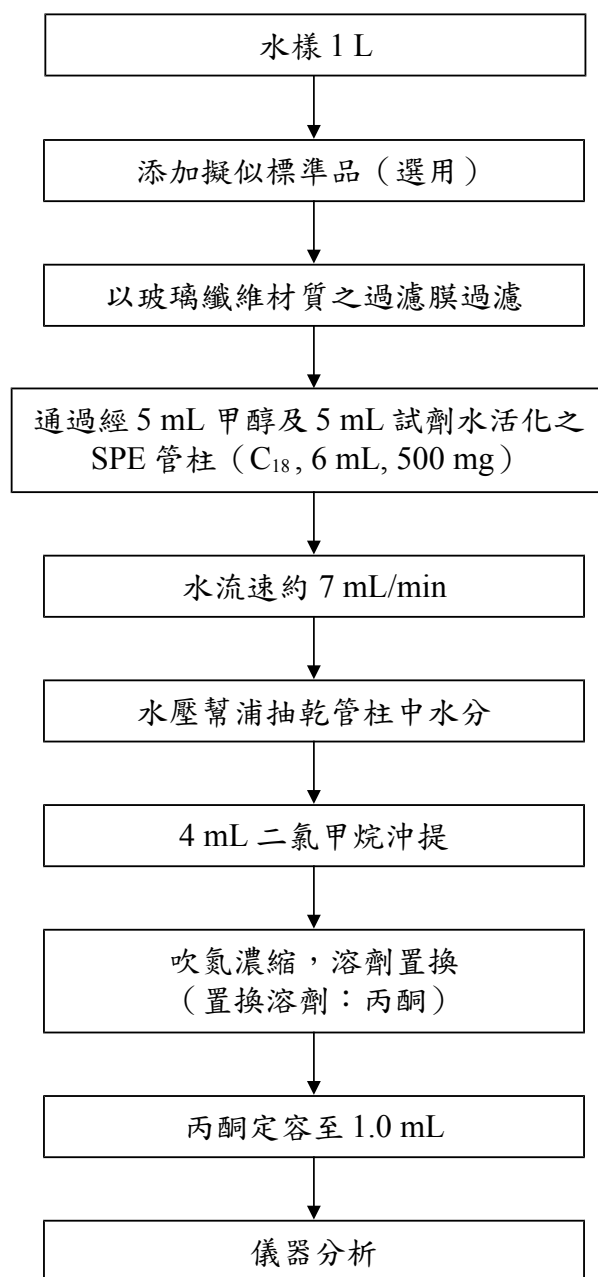 水樣 1 L
添加擬似標準品（選用）
以玻璃纖維材質之過濾膜過濾
通過經 5 mL 甲醇及 5 mL 試劑水活化之
SPE 管柱（C₁₈ , 6 mL, 500 mg）
水流速約 7 mL/min
水壓幫浦抽乾管柱中水分
4 mL 二氯甲烷沖提
吹氮濃縮，溶劑置換
（置換溶劑：丙酮）
丙酮定容至 1.0 mL
儀器分析